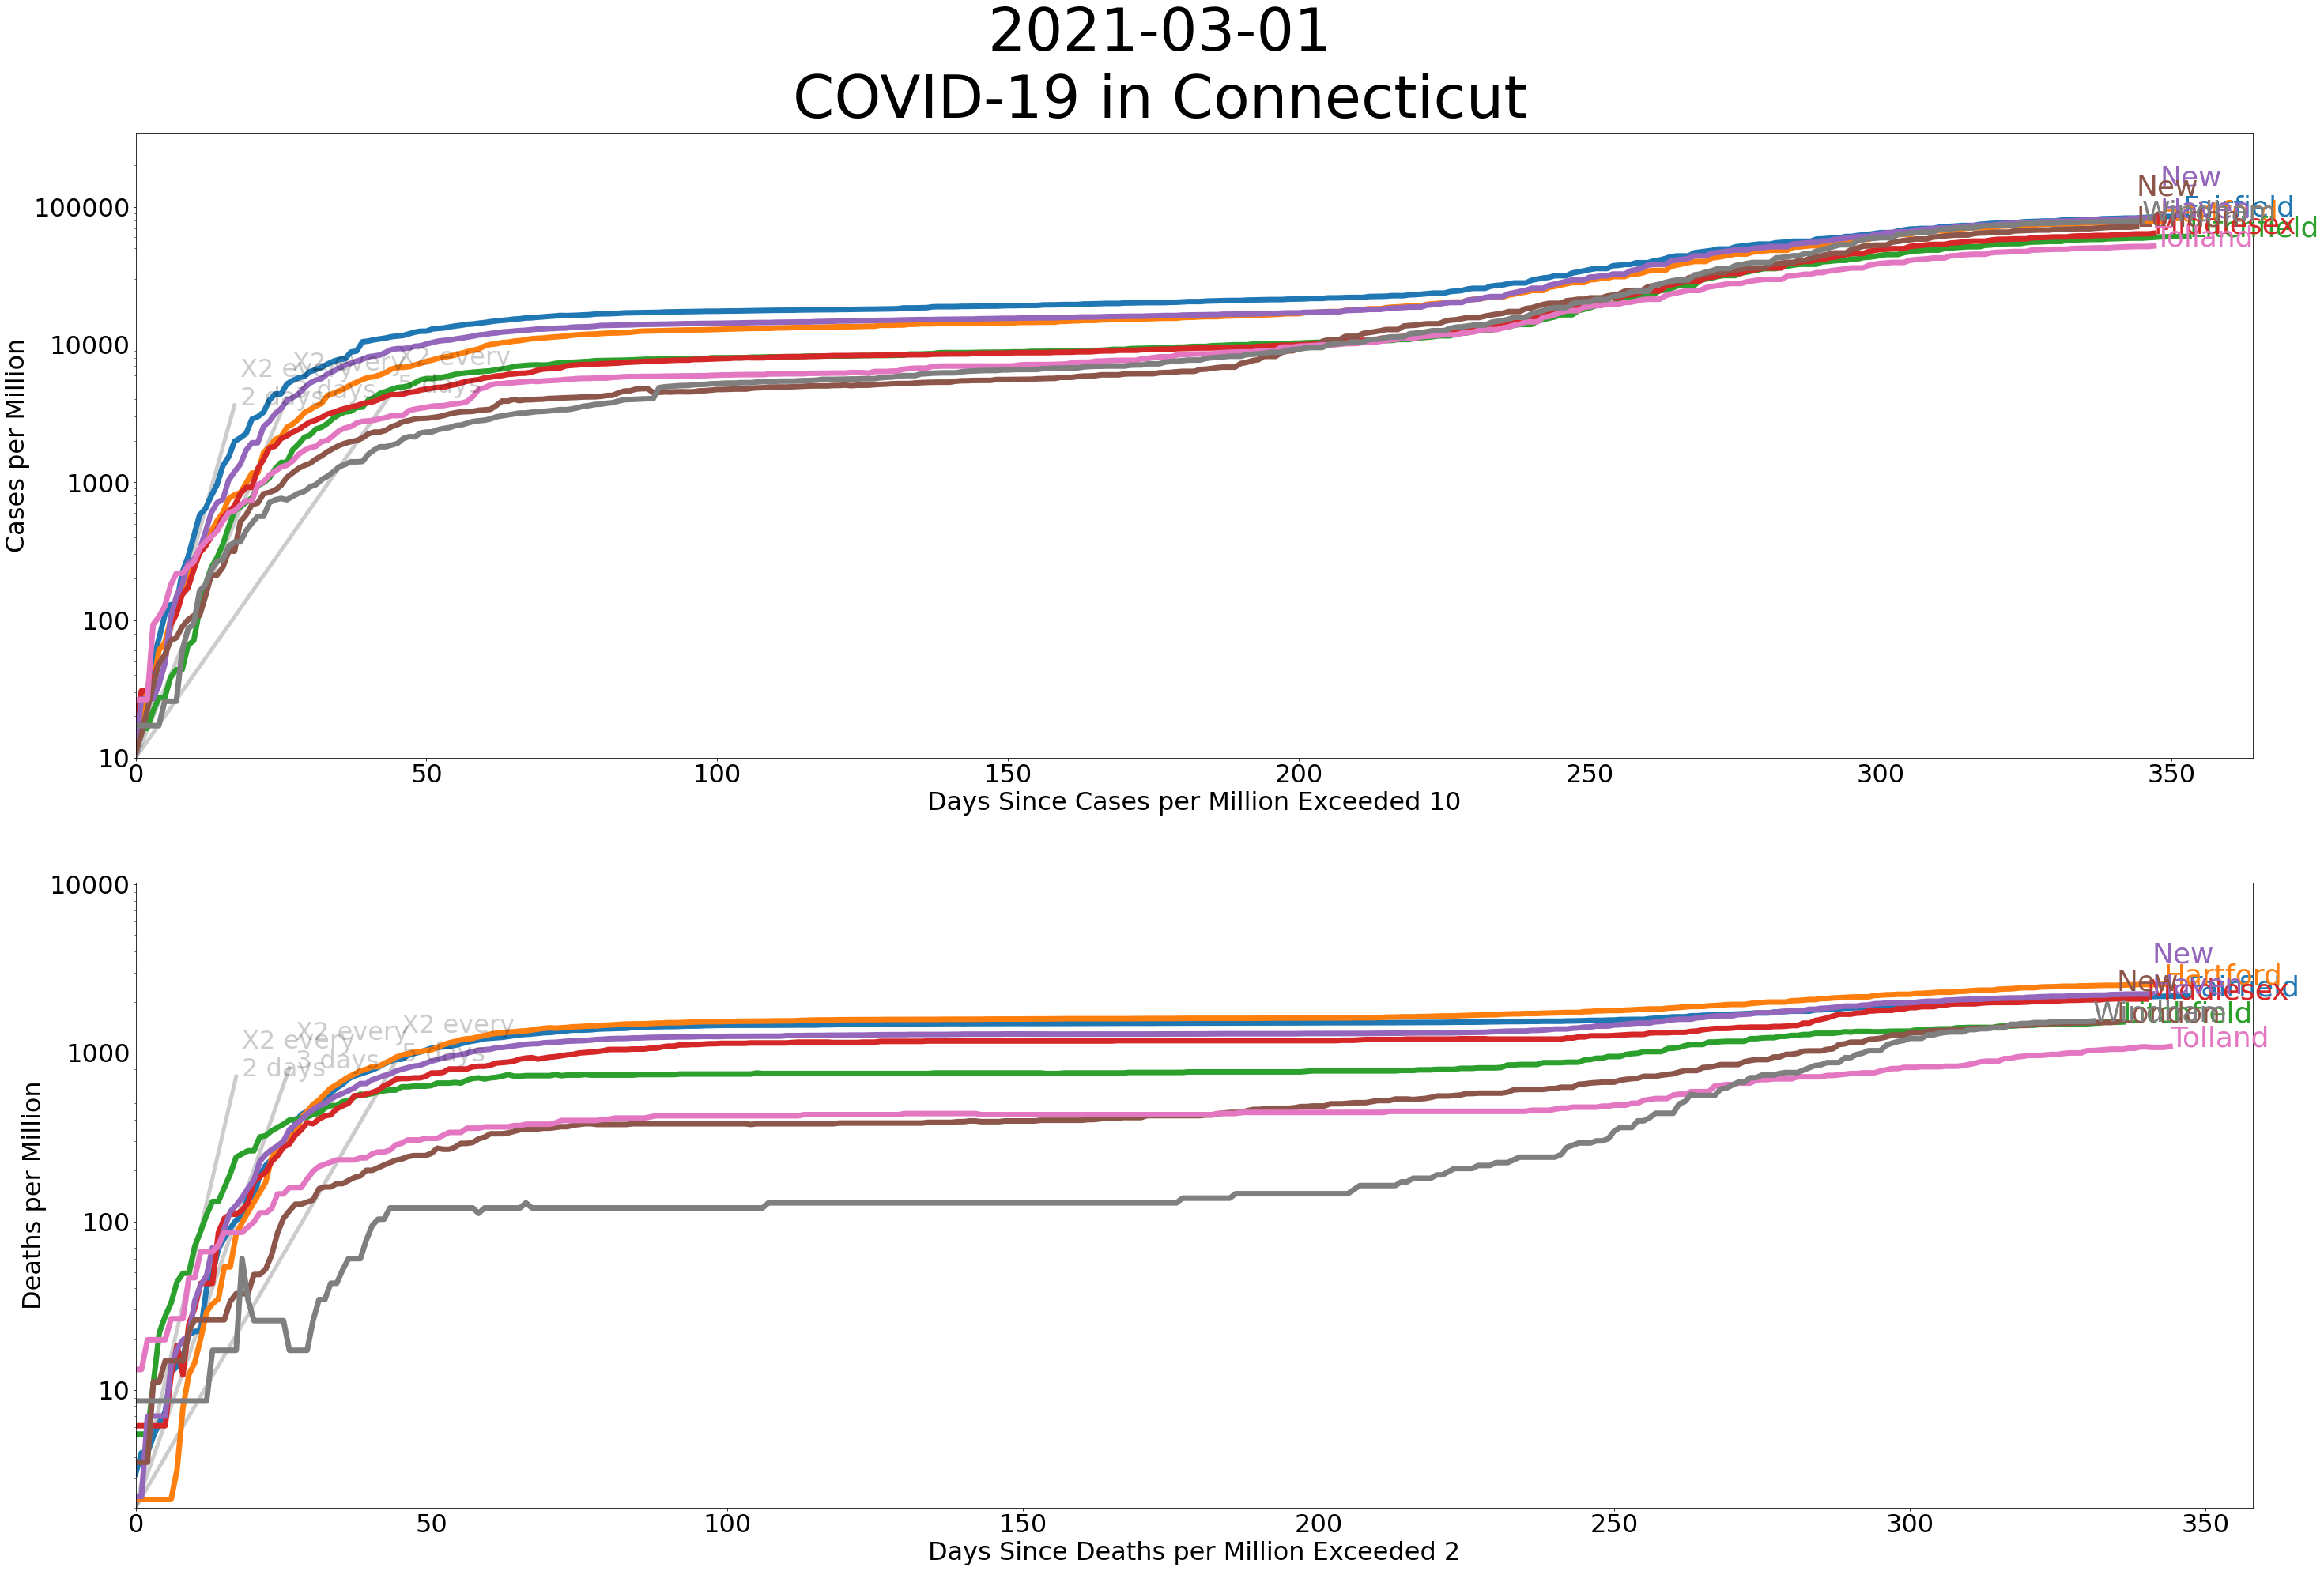 2021-03-01
COVID-19 in Connecticut
Cases per Million
100000
10000
1000
100
10
X2 every
2 days
X2 every
3 days
X2 every
5 days
New
New
Fairfield
Middlesex
Tolland
0 50 100 150 200 250 300 350
Days Since Cases per Million Exceeded 10
Deaths per Million
10000
1000
100
10
X2 every
2 days
X2 every
3 days
X2 every
5 days
New
New
Hartford
Fairfield
Middlesex
Tolland
0 50 100 150 200 250 300 350
Days Since Deaths per Million Exceeded 2